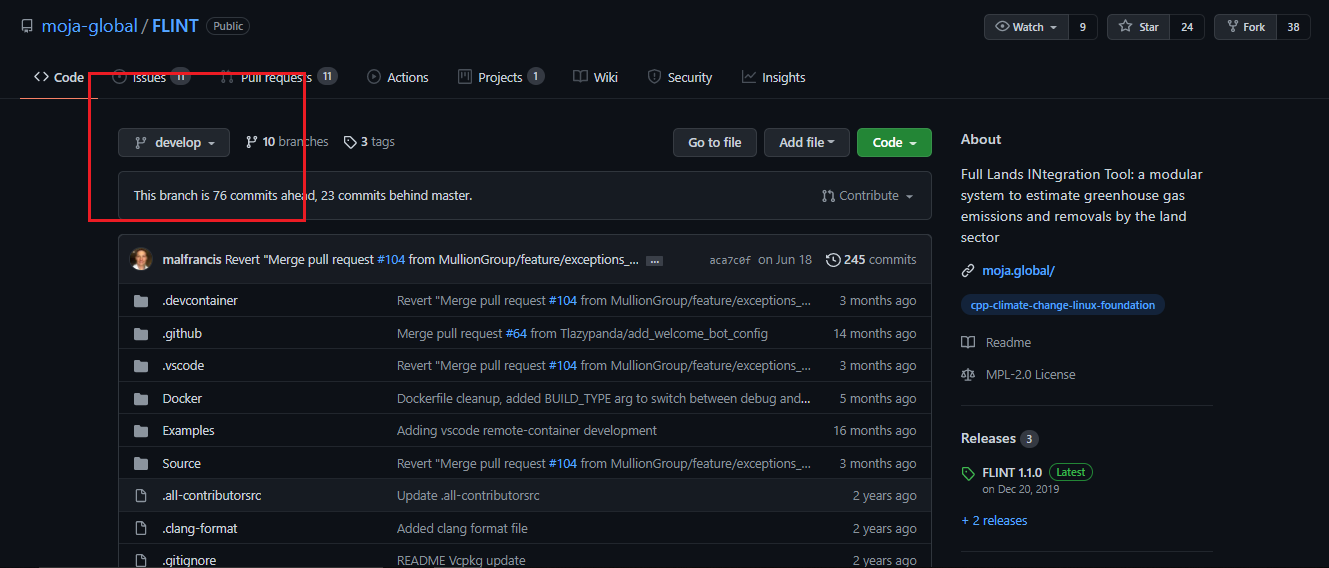 moja-global / FLINT Public
Watch 9 Star 24 Fork 38
Code Issues 11 Pull requests 11 Actions Projects 1 Wiki Security Insights
develop 10 branches 3 tags Go to file Add file Code
This branch is 76 commits ahead, 23 commits behind master. Contribute
malfrancis Revert "Merge pull request #104 from MullionGroup/feature/exceptions_... ... aca7c0f on Jun 18 245 commits
.devcontainer Revert "Merge pull request #104 from MullionGroup/feature/exceptions_... 3 months ago
.github Merge pull request #64 from Tlazypanda/add_welcome_bot_config 14 months ago
.vscode Revert "Merge pull request #104 from MullionGroup/feature/exceptions_... 3 months ago
Docker Dockerfile cleanup, added BUILD_TYPE arg to switch between debug and... 5 months ago
Examples Adding vscode remote-container development 16 months ago
Source Revert "Merge pull request #104 from MullionGroup/feature/exceptions_... 3 months ago
.all-contributorsrc Update .all-contributorsrc 2 years ago
.clang-format Added clang format file 2 years ago
.gitignore README Vcpkg update 2 years ago
About
Full Lands INtegration Tool: a modular
system to estimate greenhouse gas
emissions and removals by the land
sector
moja.global/
cpp-climate-change-linux-foundation
Readme
MPL-2.0 License
Releases 3
FLINT 1.1.0 Latest
on Dec 20, 2019
+ 2 releases